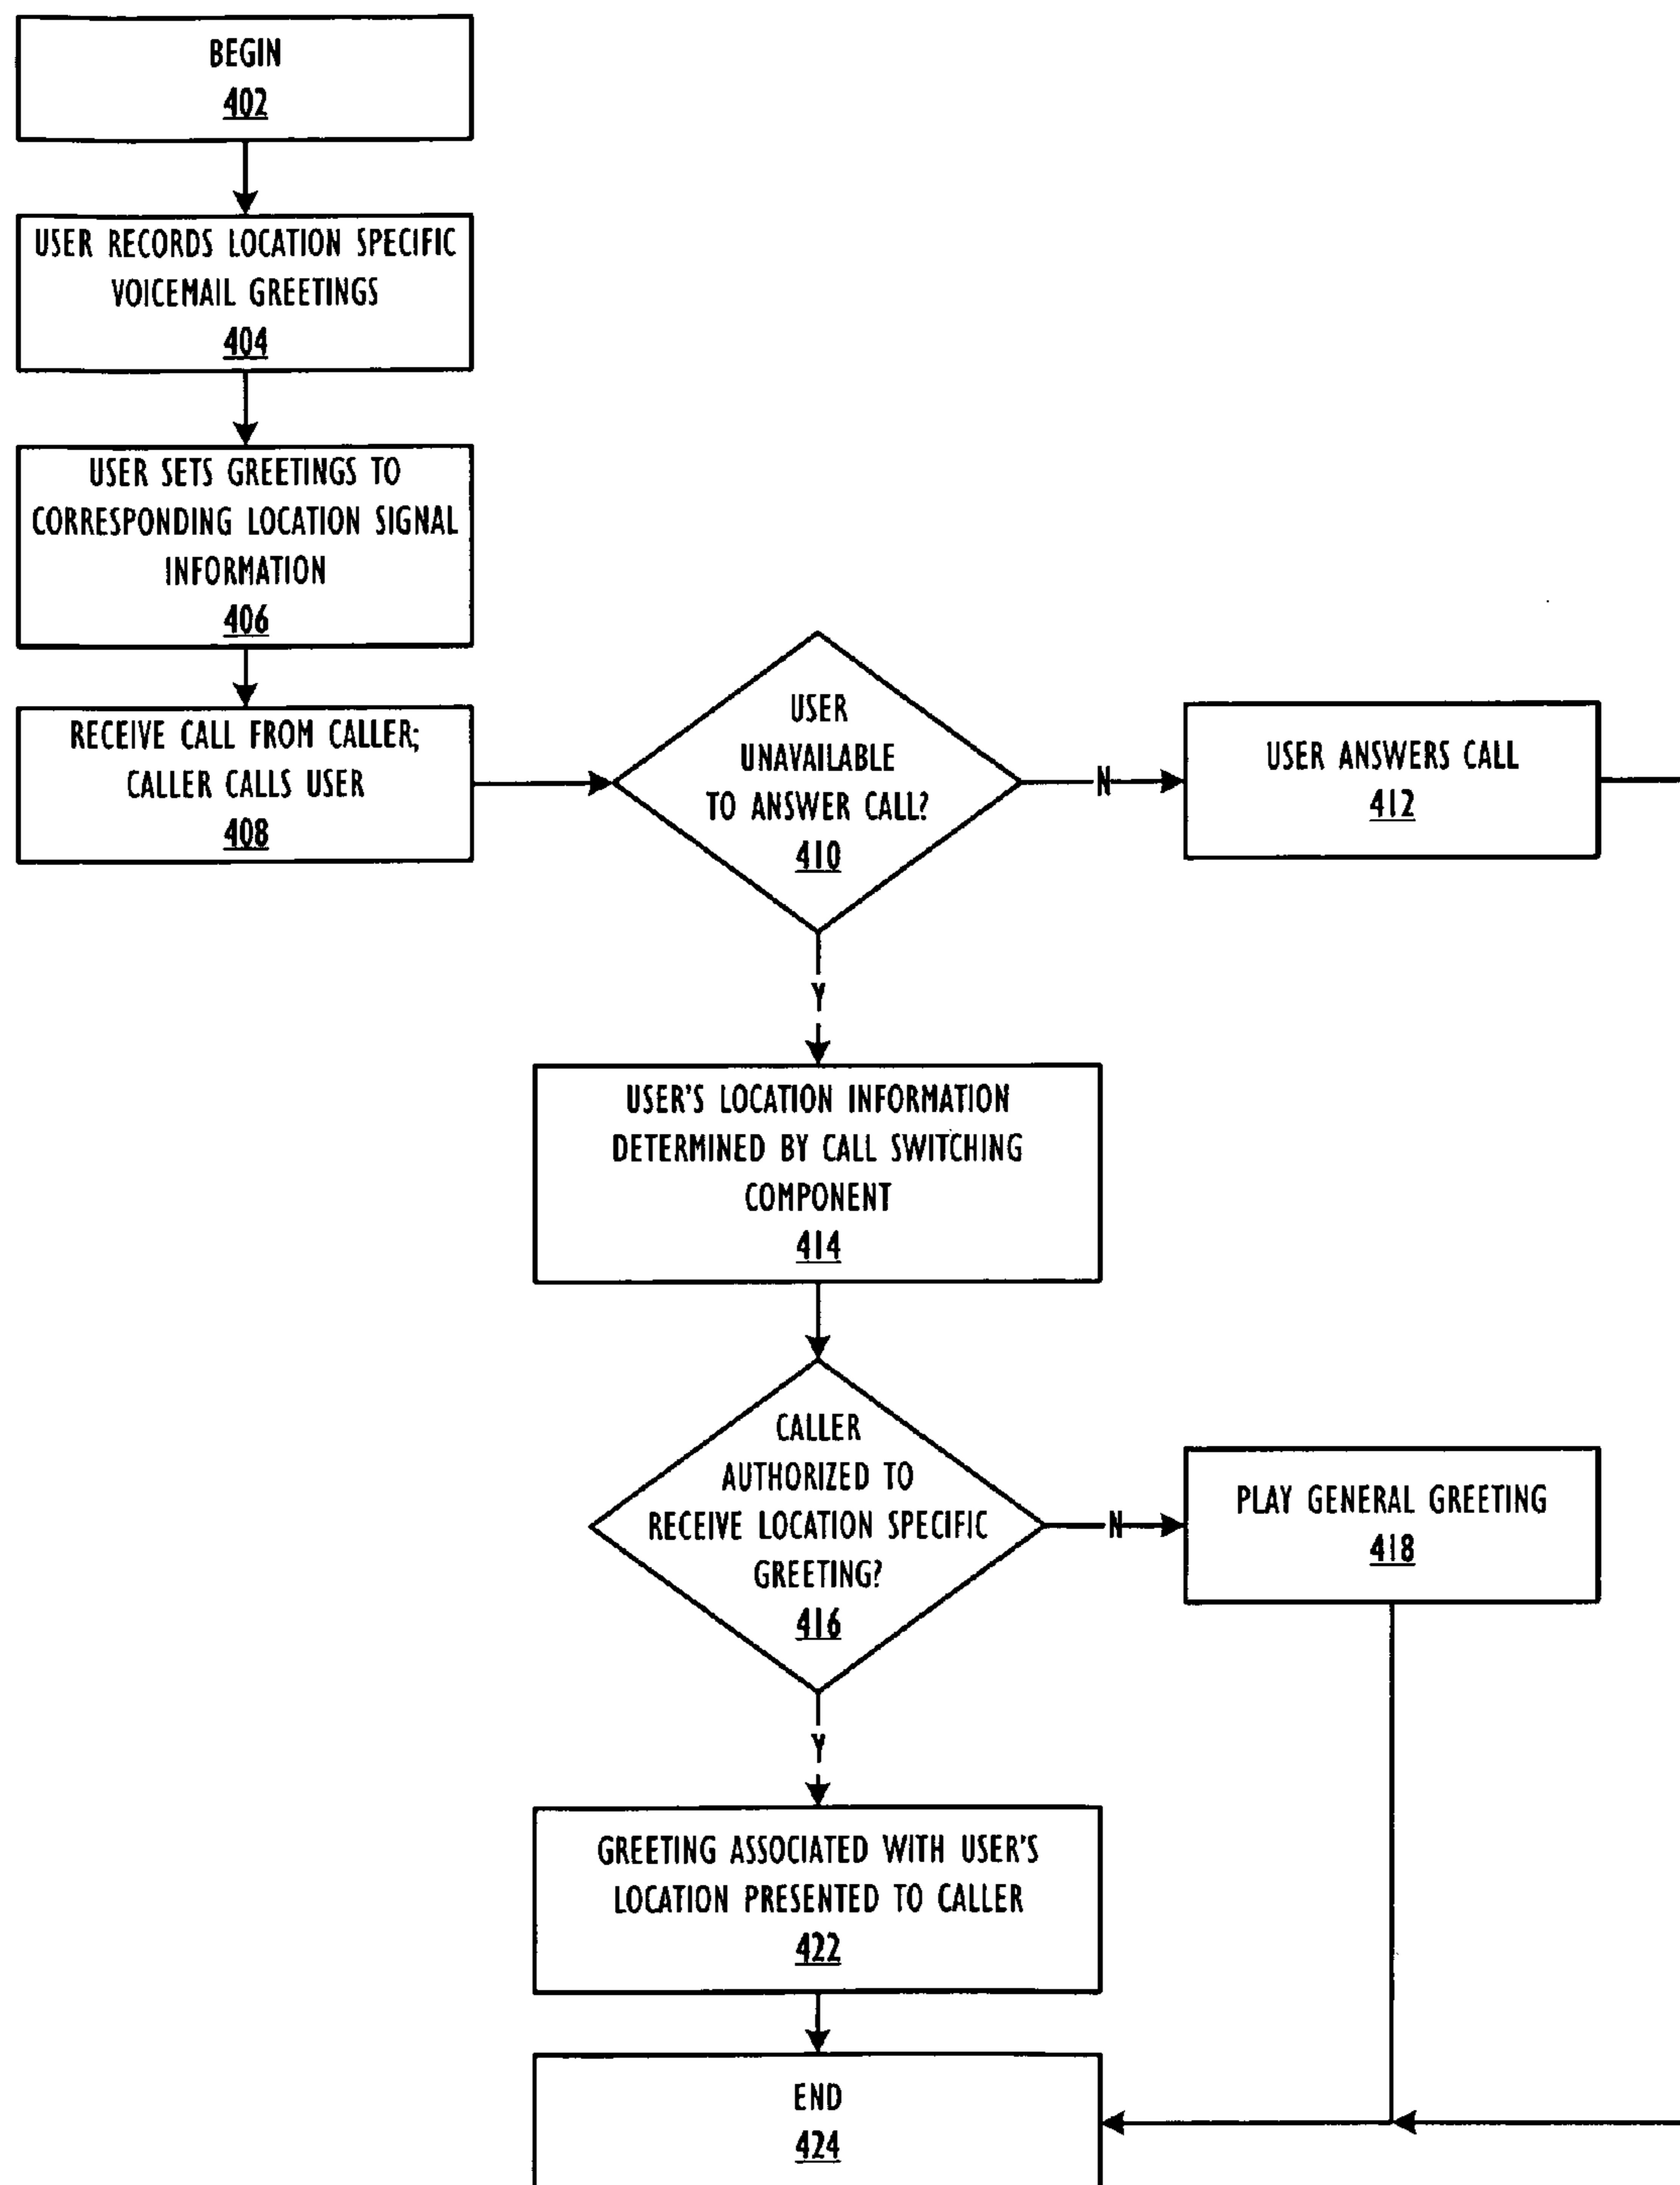 BEGIN
402
USER RECORDS LOCATION SPECIFIC
VOICEMAIL GREETINGS
404
USER SETS GREETINGS TO
CORRESPONDING LOCATION SIGNAL
INFORMATION
406
RECEIVE CALL FROM CALLER;
CALLER CALLS USER
408
USER
UNAVAILABLE
TO ANSWER CALL?
410
N
USER ANSWERS CALL
412
Y
USER'S LOCATION INFORMATION
DETERMINED BY CALL SWITCHING
COMPONENT
414
CALLER
AUTHORIZED TO
RECEIVE LOCATION SPECIFIC
GREETING?
416
N
PLAY GENERAL GREETING
418
Y
GREETING ASSOCIATED WITH USER'S
LOCATION PRESENTED TO CALLER
422
END
424